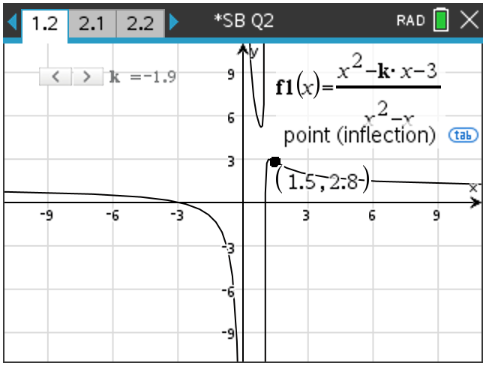 1.2 2.1 2.2 *SB Q2 RAD
< > k =-1.9
f1(x)=x²-k·x-3
x²-x
point (inflection) tab
(1.5,2.8)
y
x
9
6
3
-9 -6 -3 3 6 9
-3
-6
-9